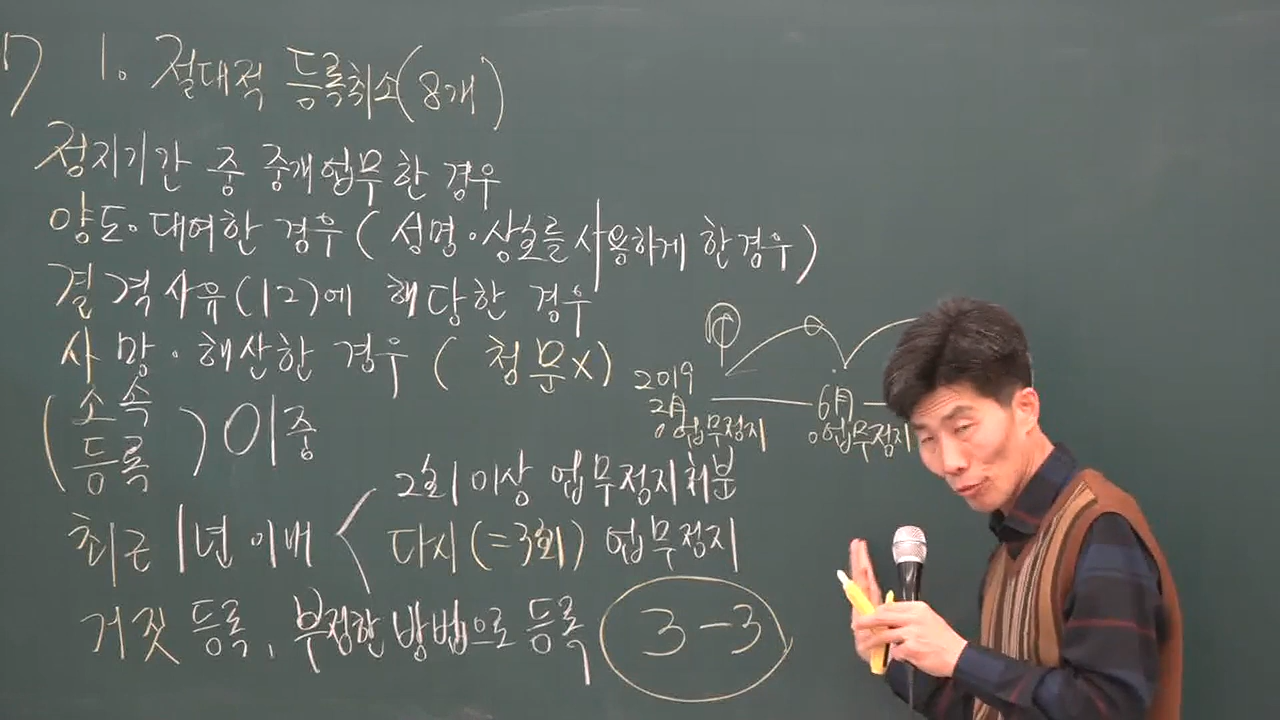 7 1. 절대적 등록취소(8개)
정지기간 중 중개업무한 경우
양도·대여한 경우(성명·상호를 사용하게 한 경우)
결격사유(12)에 해당한 경우
사망·해산한 경우(청문X)
(소속
등록) 이중
2019
2月
업무정지
6月
업무정지
최근 1년 이내
2회 이상 업무정지처분
다시(=3회) 업무정지
거짓 등록, 부정한 방법으로 등록
3-3